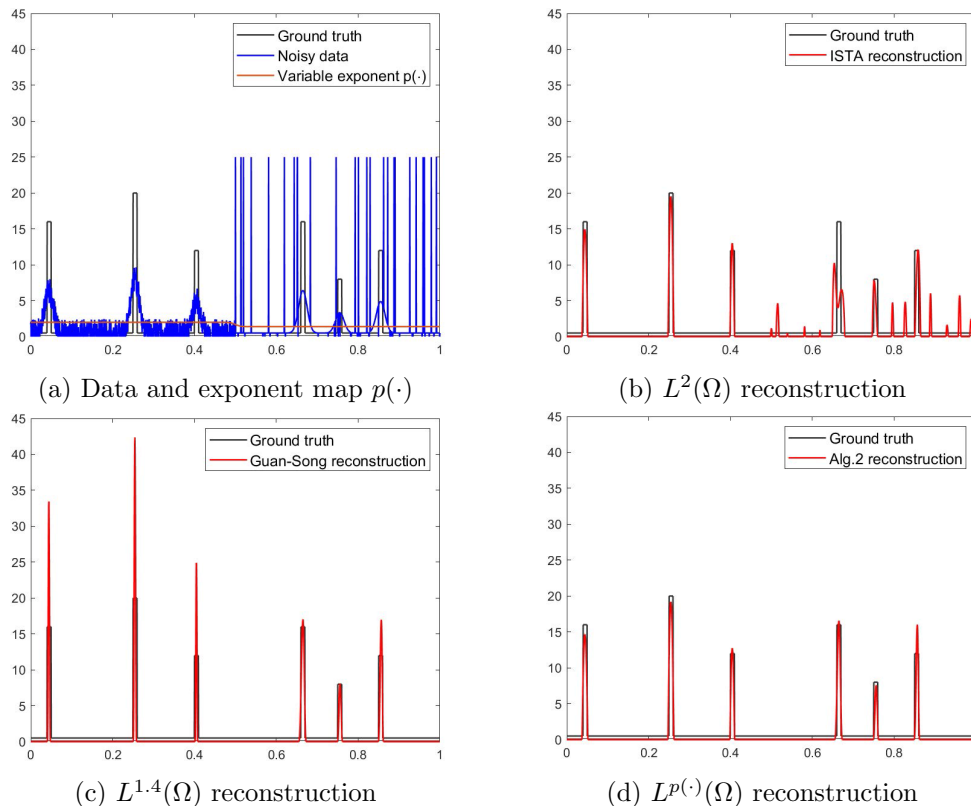 45
40
35
30
25
20
15
10
5
0
0 0.2 0.4 0.6 0.8 1
Ground truth
Noisy data
Variable exponent p(·)
(a) Data and exponent map p(·)
45
40
35
30
25
20
15
10
5
0
0 0.2 0.4 0.6 0.8
Ground truth
ISTA reconstruction
(b) L²(Ω) reconstruction
45
40
35
30
25
20
15
10
5
0
0 0.2 0.4 0.6 0.8 1
Ground truth
Guan-Song reconstruction
(c) L¹·⁴(Ω) reconstruction
45
40
35
30
25
20
15
10
5
0
0 0.2 0.4 0.6 0.8
Ground truth
Alg.2 reconstruction
(d) Lᵖ⁽·⁾(Ω) reconstruction